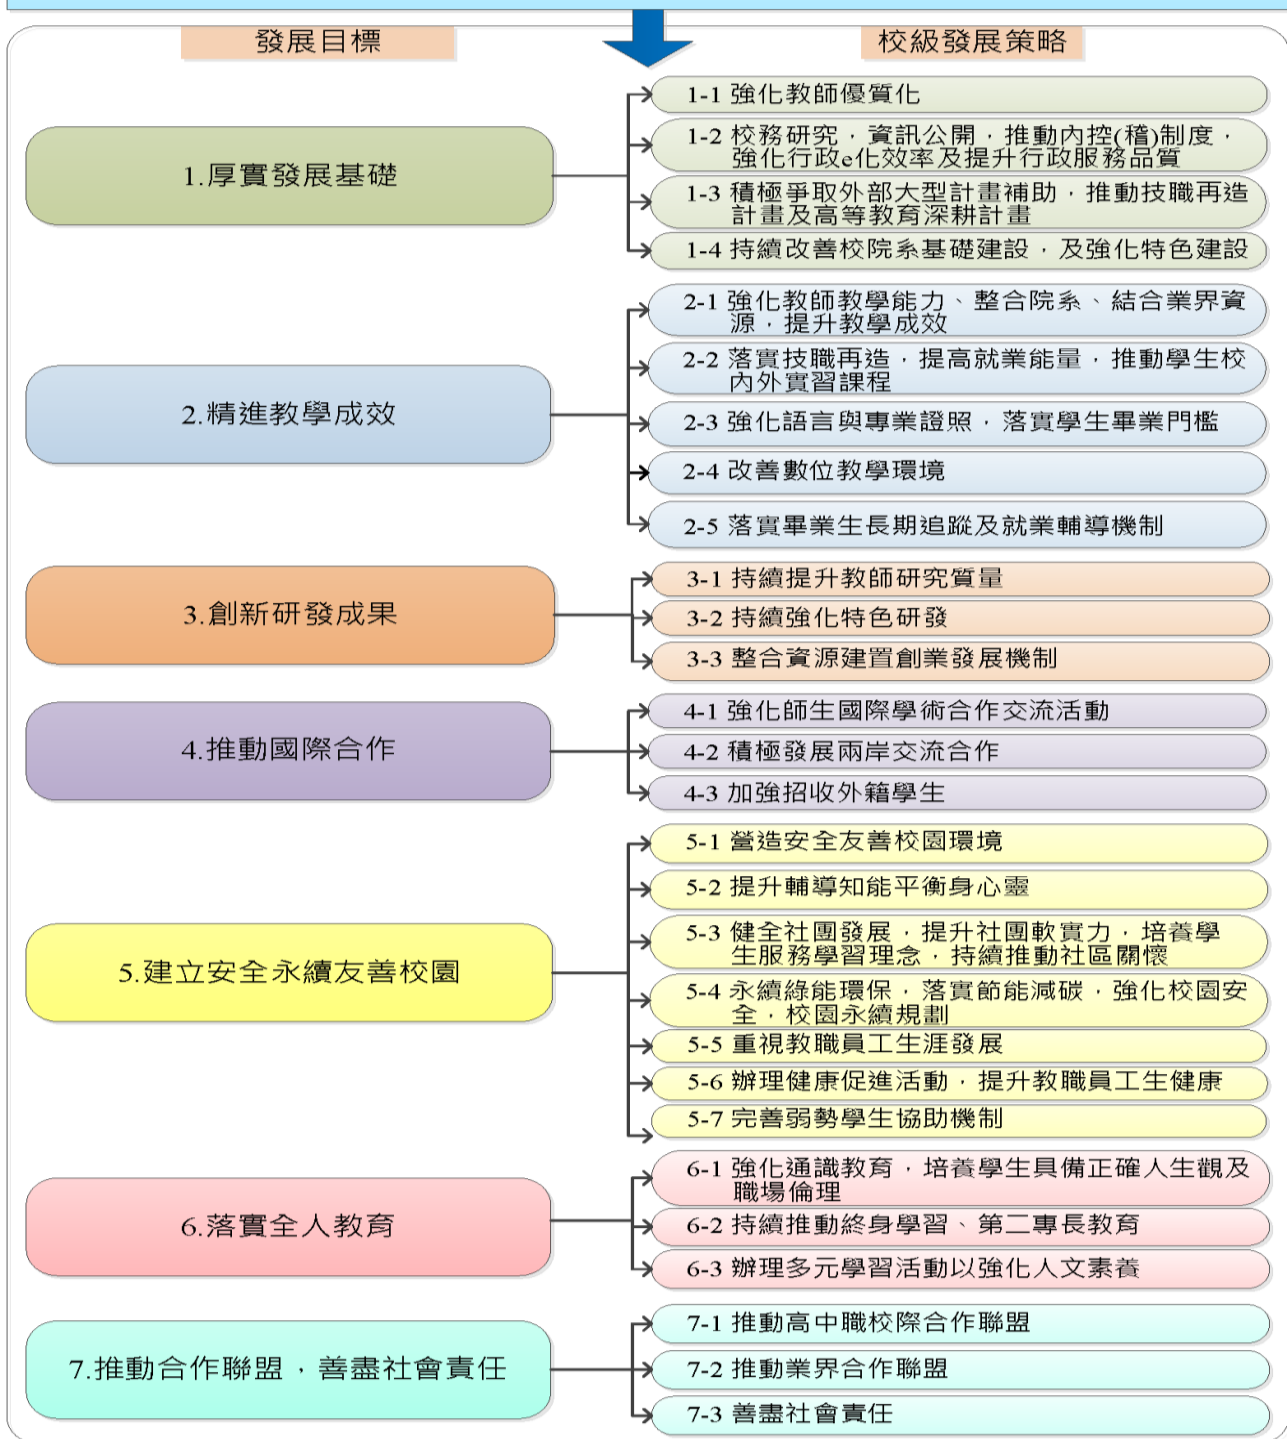 發展目標
校級發展策略
1.厚實發展基礎
1-1 強化教師優質化
1-2 校務研究，資訊公開，推動內控(稽)制度，
強化行政e化效率及提升行政服務品質
1-3 積極爭取外部大型計畫補助，推動技職再造
計畫及高等教育深耕計畫
1-4 持續改善校院系基礎建設，及強化特色建設
2.精進教學成效
2-1 強化教師教學能力、整合院系、結合業界資
源，提升教學成效
2-2 落實技職再造，提高就業能量，推動學生校
內外實習課程
2-3 強化語言與專業證照，落實學生畢業門檻
2-4 改善數位教學環境
2-5 落實畢業生長期追蹤及就業輔導機制
3.創新研發成果
3-1 持續提升教師研究質量
3-2 持續強化特色研發
3-3 整合資源建置創業發展機制
4.推動國際合作
4-1 強化師生國際學術合作交流活動
4-2 積極發展兩岸交流合作
4-3 加強招收外籍學生
5.建立安全永續友善校園
5-1 營造安全友善校園環境
5-2 提升輔導知能平衡身心靈
5-3 健全社團發展，提升社團軟實力，培養學
生服務學習理念，持續推動社區關懷
5-4 永續綠能環保，落實節能減碳，強化校園安
全，校園永續規劃
5-5 重視教職員工生涯發展
5-6 辦理健康促進活動，提升教職員工生健康
5-7 完善弱勢學生協助機制
6.落實全人教育
6-1 強化通識教育，培養學生具備正確人生觀及
職場倫理
6-2 持續推動終身學習、第二專長教育
6-3 辦理多元學習活動以強化人文素養
7.推動合作聯盟，善盡社會責任
7-1 推動高中職校際合作聯盟
7-2 推動業界合作聯盟
7-3 善盡社會責任